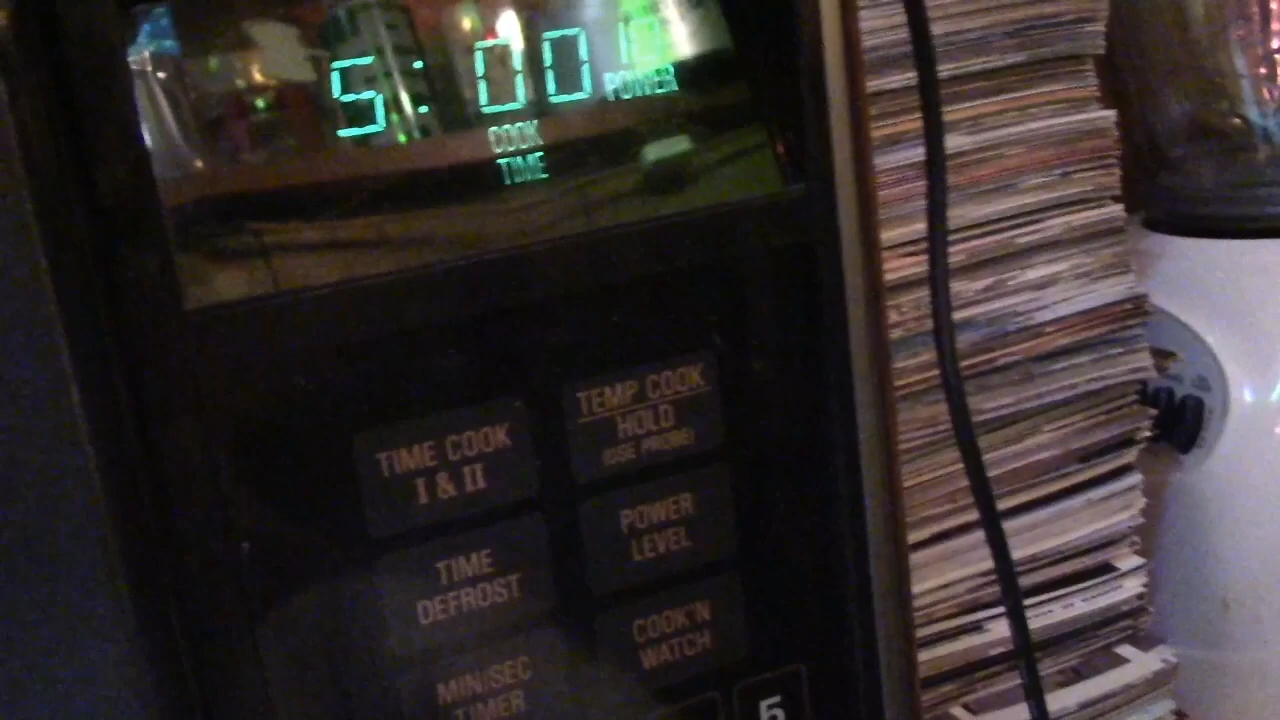 5:00
POWER
COOK
TIME
TEMP COOK
HOLD
(USE PROBE)
TIME COOK
I & II
POWER
LEVEL
TIME
DEFROST
COOK'N
WATCH
MIN/SEC
TIMER
5